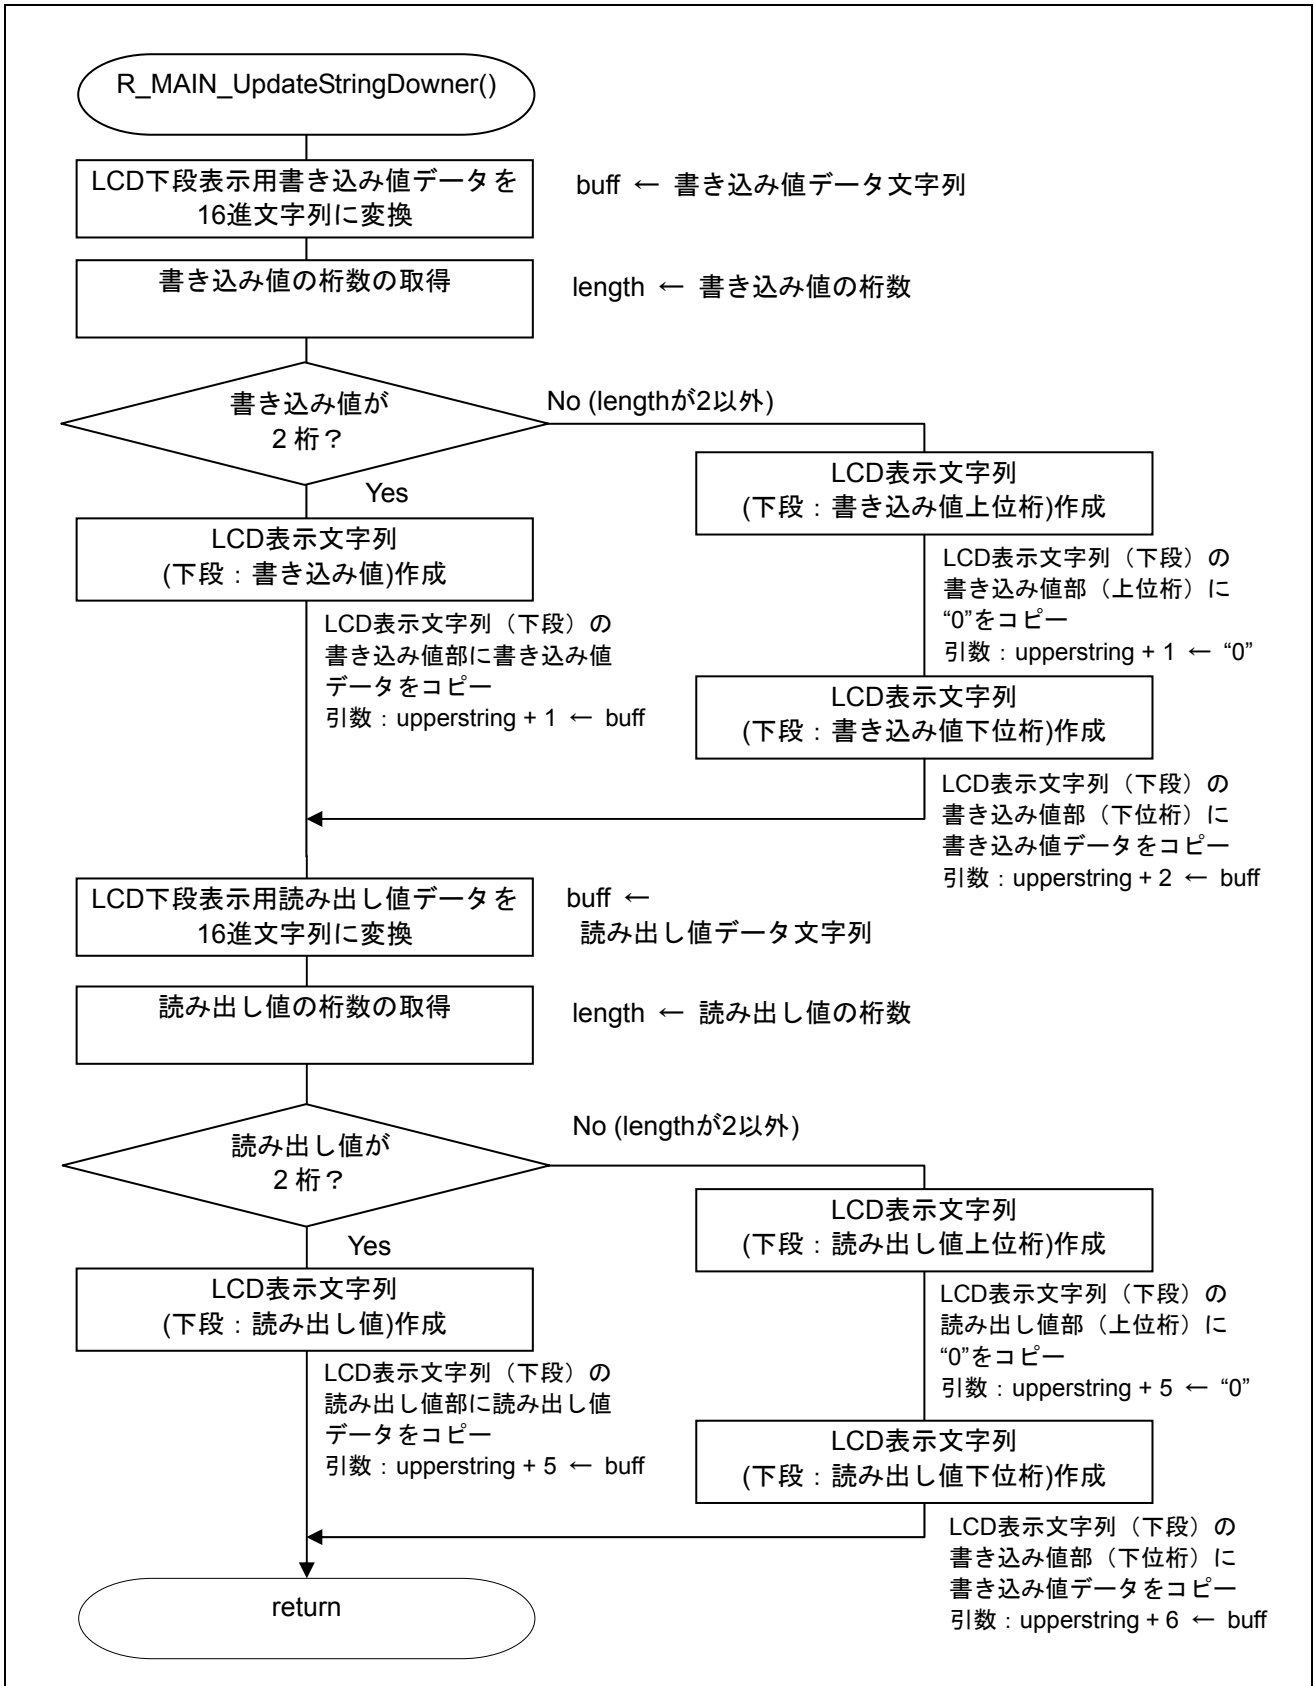 R_MAIN_UpdateStringDowner()
LCD下段表示用書き込み値データを
16進文字列に変換
buff ← 書き込み値データ文字列
書き込み値の桁数の取得
length ← 書き込み値の桁数
書き込み値が
2 桁？
No (lengthが2以外)
Yes
LCD表示文字列
(下段：書き込み値上位桁)作成
LCD表示文字列
(下段：書き込み値)作成
LCD表示文字列（下段）の
書き込み値部（上位桁）に
“0”をコピー
引数：upperstring + 1 ← “0”
LCD表示文字列（下段）の
書き込み値部に書き込み値
データをコピー
引数：upperstring + 1 ← buff
LCD表示文字列
(下段：書き込み値下位桁)作成
LCD表示文字列（下段）の
書き込み値部（下位桁）に
書き込み値データをコピー
引数：upperstring + 2 ← buff
LCD下段表示用読み出し値データを
16進文字列に変換
buff ←
読み出し値データ文字列
読み出し値の桁数の取得
length ← 読み出し値の桁数
読み出し値が
2 桁？
No (lengthが2以外)
Yes
LCD表示文字列
(下段：読み出し値上位桁)作成
LCD表示文字列
(下段：読み出し値)作成
LCD表示文字列（下段）の
読み出し値部（上位桁）に
“0”をコピー
引数：upperstring + 5 ← “0”
LCD表示文字列（下段）の
読み出し値部に読み出し値
データをコピー
引数：upperstring + 5 ← buff
LCD表示文字列
(下段：読み出し値下位桁)作成
LCD表示文字列（下段）の
書き込み値部（下位桁）に
書き込み値データをコピー
引数：upperstring + 6 ← buff
return